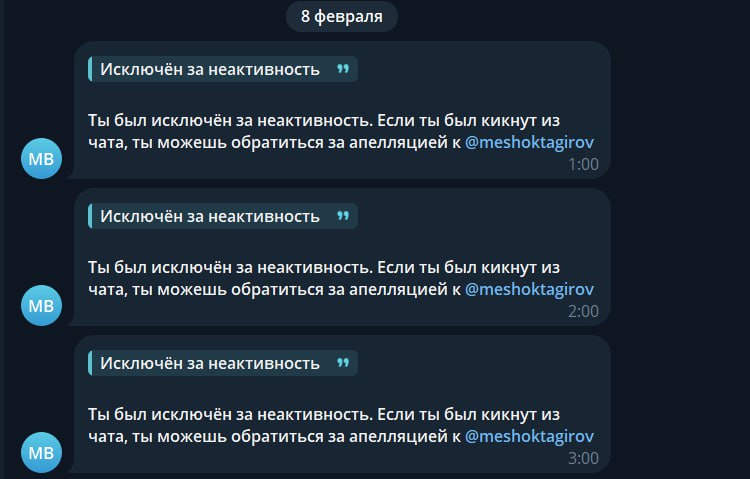 8 февраля
Исключён за неактивность
Ты был исключён за неактивность. Если ты был кикнут из
чата, ты можешь обратиться за апелляцией к @meshoktagirov
1:00
МВ
Исключён за неактивность
Ты был исключён за неактивность. Если ты был кикнут из
чата, ты можешь обратиться за апелляцией к @meshoktagirov
2:00
МВ
Исключён за неактивность
Ты был исключён за неактивность. Если ты был кикнут из
чата, ты можешь обратиться за апелляцией к @meshoktagirov
3:00
МВ